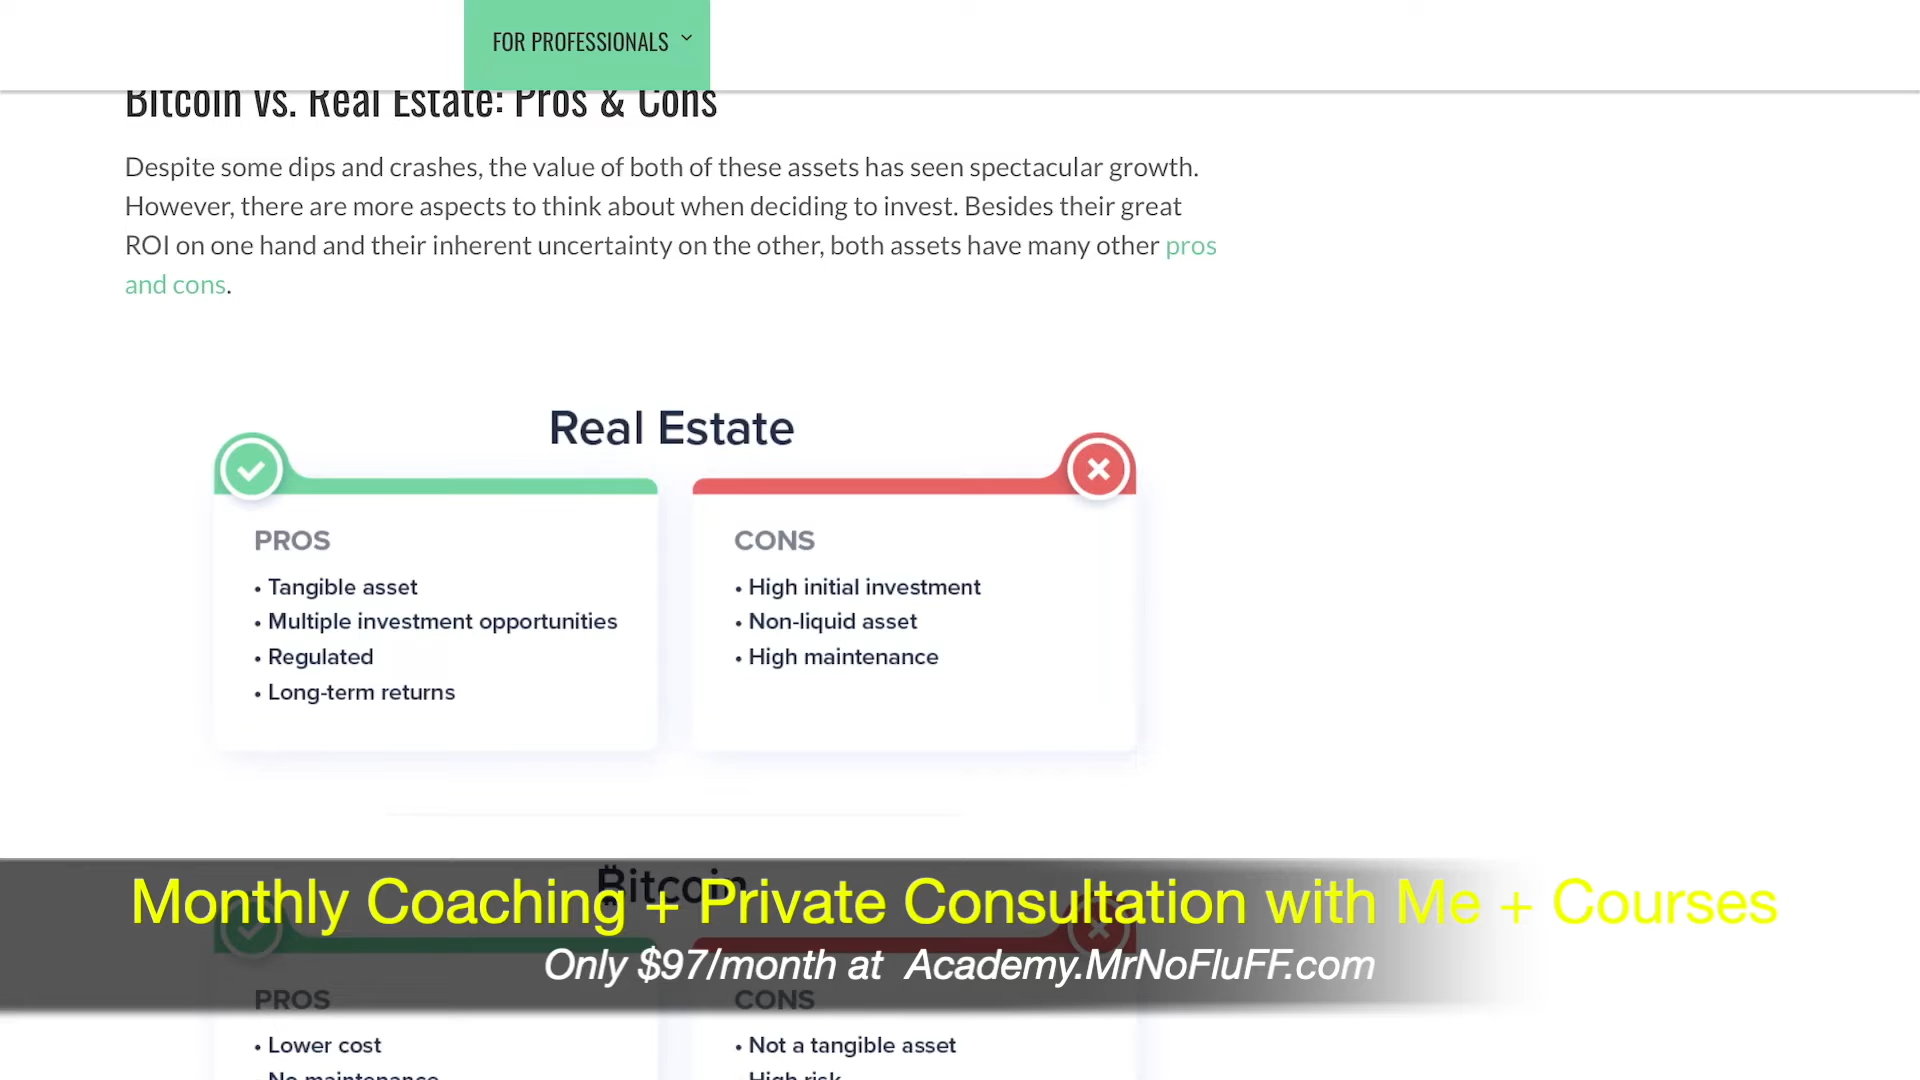 FOR PROFESSIONALS
Bitcoin vs. Real Estate: Pros & Cons
Despite some dips and crashes, the value of both of these assets has seen spectacular growth.
However, there are more aspects to think about when deciding to invest. Besides their great
ROI on one hand and their inherent uncertainty on the other, both assets have many other pros
and cons.
Real Estate
PROS
• Tangible asset
• Multiple investment opportunities
• Regulated
• Long-term returns
CONS
• High initial investment
• Non-liquid asset
• High maintenance
Bitcoin
Monthly Coaching + Private Consultation with Me + Courses
Only $97/month at Academy.MrNoFluFF.com
PROS
• Lower cost
• No maintenance
CONS
• Not a tangible asset
• High risk